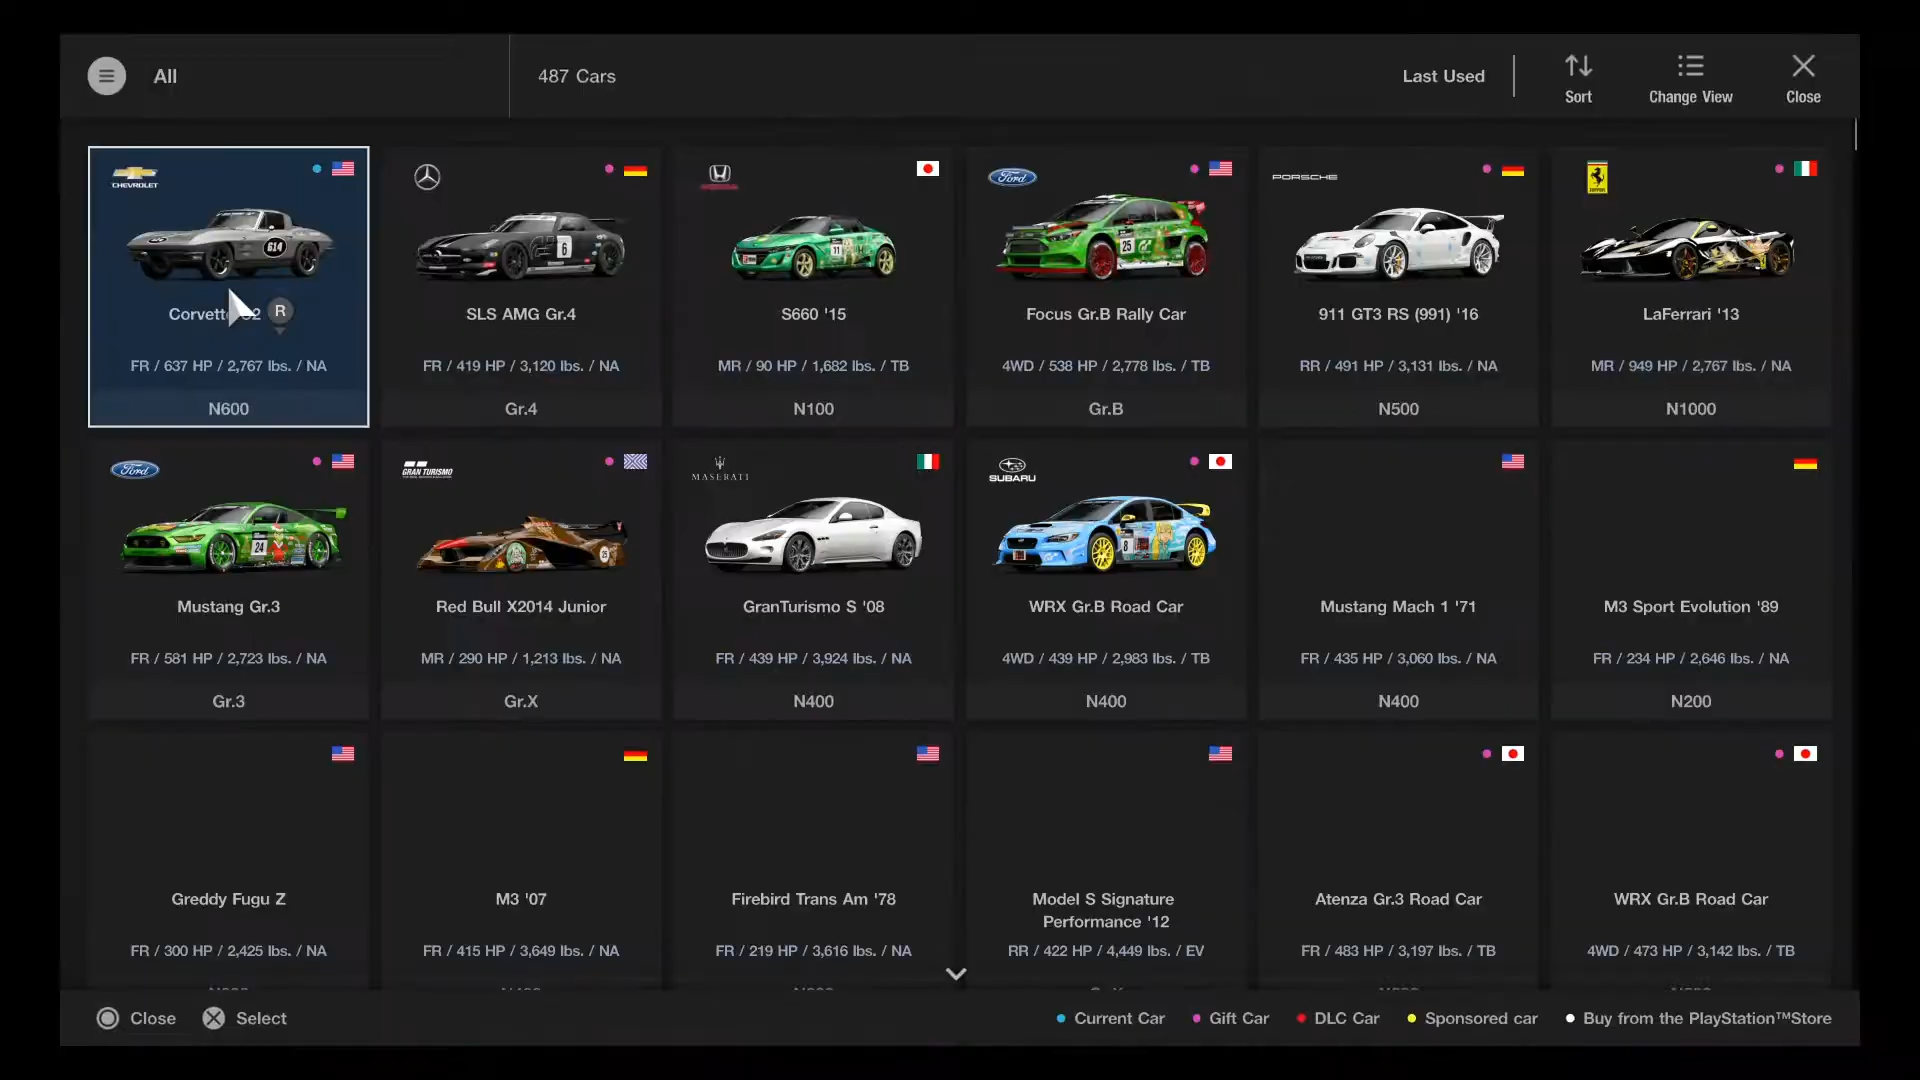 All
487 Cars
Last Used
Sort
Change View
Close
CHEVROLET
614
R
FR / 637 HP / 2,767 lbs. / NA
N600
6
SLS AMG Gr.4
FR / 419 HP / 3,120 lbs. / NA
Gr.4
11
S660 '15
MR / 90 HP / 1,682 lbs. / TB
N100
Ford
25
Focus Gr.B Rally Car
4WD / 538 HP / 2,778 lbs. / TB
Gr.B
PORSCHE
911 GT3 RS (991) '16
RR / 491 HP / 3,131 lbs. / NA
N500
LaFerrari '13
MR / 949 HP / 2,767 lbs. / NA
N1000
Ford
24
Mustang Gr.3
FR / 581 HP / 2,723 lbs. / NA
Gr.3
GRAN TURISMO
25
Red Bull X2014 Junior
MR / 290 HP / 1,213 lbs. / NA
Gr.X
MASERATI
GranTurismo S '08
FR / 439 HP / 3,924 lbs. / NA
N400
SUBARU
8
WRX Gr.B Road Car
4WD / 439 HP / 2,983 lbs. / TB
N400
Mustang Mach 1 '71
FR / 435 HP / 3,060 lbs. / NA
N400
M3 Sport Evolution '89
FR / 234 HP / 2,646 lbs. / NA
N200
Greddy Fugu Z
FR / 300 HP / 2,425 lbs. / NA
M3 '07
FR / 415 HP / 3,649 lbs. / NA
Firebird Trans Am '78
FR / 219 HP / 3,616 lbs. / NA
Model S Signature
Performance '12
RR / 422 HP / 4,449 lbs. / EV
Atenza Gr.3 Road Car
FR / 483 HP / 3,197 lbs. / TB
WRX Gr.B Road Car
4WD / 473 HP / 3,142 lbs. / TB
Close
Select
Current Car
Gift Car
DLC Car
Sponsored car
Buy from the PlayStation™Store